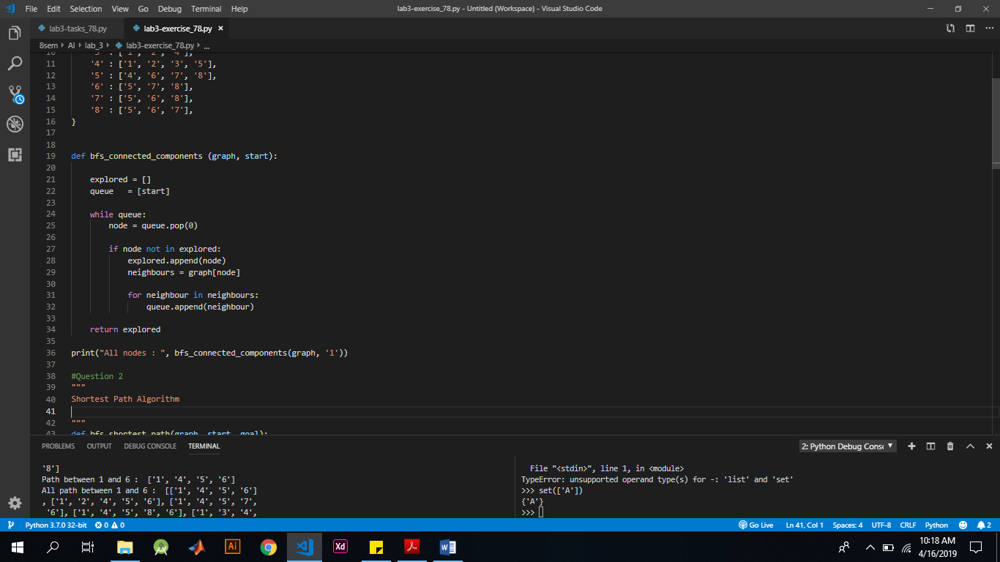 File Edit Selection View Go Debug Terminal Help lab3-exercise_78.py - Untitled (Workspace) - Visual Studio Code
lab3-tasks_78.py lab3-exercise_78.py ×
8sem › AI › lab_3 › lab3-exercise_78.py › ...
10 '3' : ['1', '2', '4'],
11 '4' : ['1', '2', '3', '5'],
12 '5' : ['4', '6', '7', '8'],
13 '6' : ['5', '7', '8'],
14 '7' : ['5', '6', '8'],
15 '8' : ['5', '6', '7'],
16 }
17
18
19 def bfs_connected_components (graph, start):
20
21 explored = []
22 queue   = [start]
23
24 while queue:
25 node = queue.pop(0)
26
27 if node not in explored:
28 explored.append(node)
29 neighbours = graph[node]
30
31 for neighbour in neighbours:
32 queue.append(neighbour)
33
34 return explored
35
36 print("All nodes : ", bfs_connected_components(graph, '1'))
37
38 #Question 2
39 """
40 Shortest Path Algorithm
41
42 """
43 def bfs_shortest_path(graph, start, goal):
PROBLEMS OUTPUT DEBUG CONSOLE TERMINAL 2: Python Debug Consc
'8']
Path between 1 and 6 :  ['1', '4', '5', '6']
All path between 1 and 6 :  [['1', '4', '5', '6']
, ['1', '2', '4', '5', '6'], ['1', '4', '5', '7',
'6'], ['1', '4', '5', '8', '6'], ['1', '3', '4',
File "<stdin>", line 1, in <module>
TypeError: unsupported operand type(s) for -: 'list' and 'set'
>>> set(['A'])
{'A'}
>>>
Python 3.7.0 32-bit 0 0 Go Live Ln 41, Col 1 Spaces: 4 UTF-8 CRLF Python 2
Ai Xd W
10:18 AM
4/16/2019